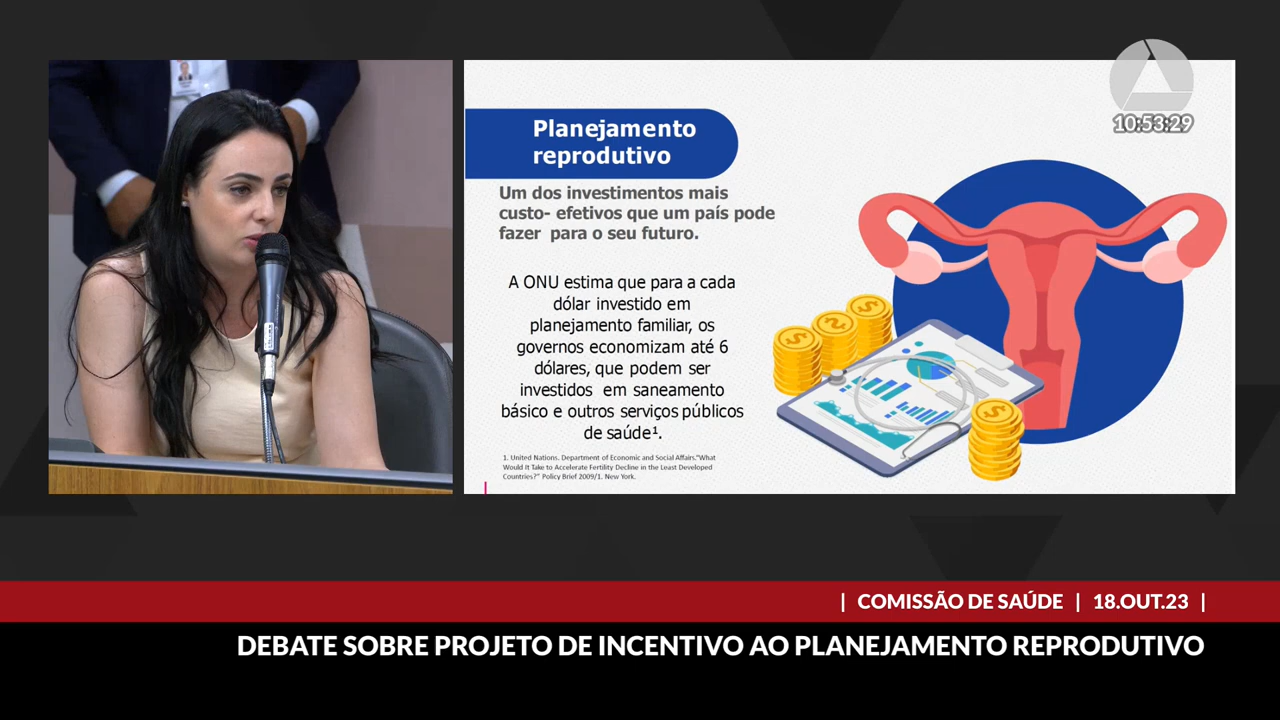 10:53:29
Planejamento
reprodutivo
Um dos investimentos mais
custo- efetivos que um país pode
fazer para o seu futuro.
A ONU estima que para a cada
dólar investido em
planejamento familiar, os
governos economizam até 6
dólares, que podem ser
investidos em saneamento
básico e outros serviços públicos
de saúde¹.
1. United Nations. Department of Economic and Social Affairs."What
Would It Take to Accelerate Fertility Decline in the Least Developed
Countries?" Policy Brief 2009/1. New York.
| COMISSÃO DE SAÚDE | 18.OUT.23 |
DEBATE SOBRE PROJETO DE INCENTIVO AO PLANEJAMENTO REPRODUTIVO